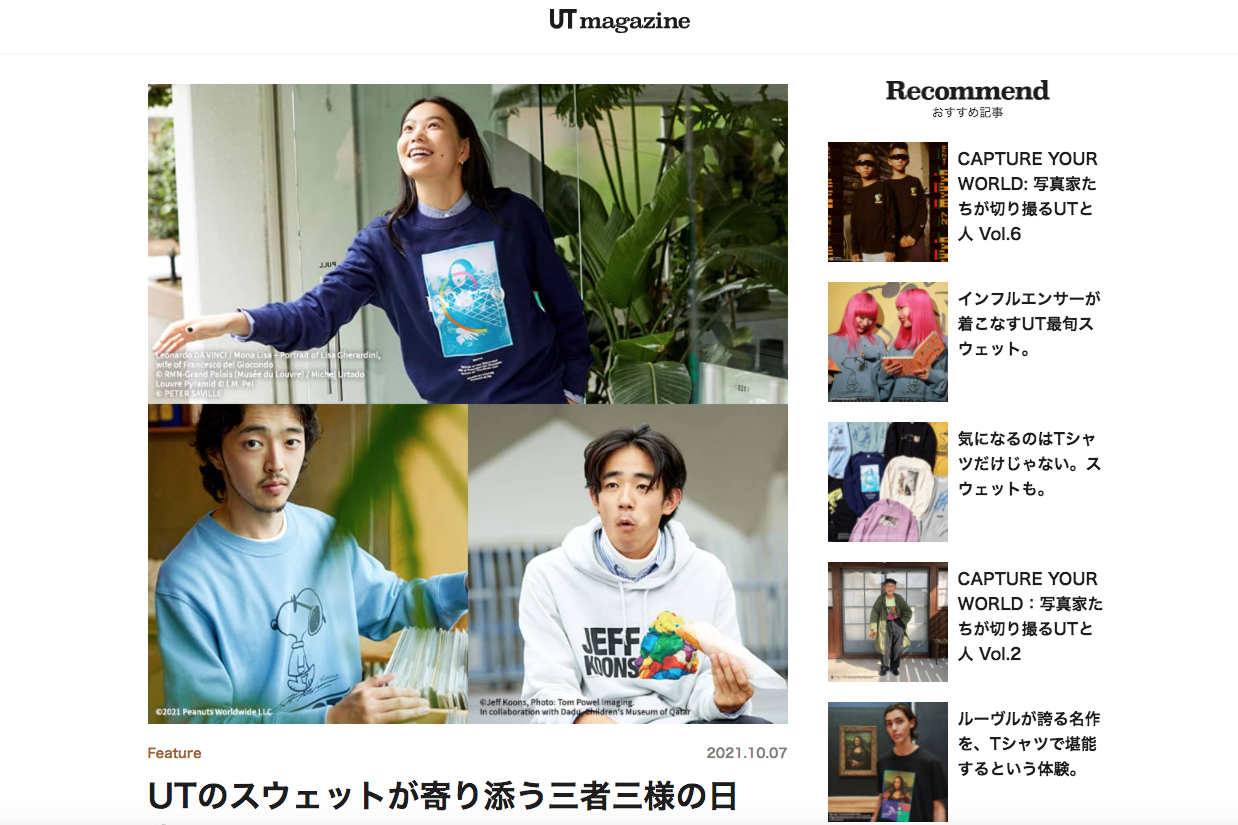 UT magazine
PULL
Leonardo DA VINCI / Mona Lisa – Portrait of Lisa Gherardini,
wife of Francesco del Giocondo
© RMN-Grand Palais (Musée du Louvre) / Michel Urtado
Louvre Pyramid © I.M. Pei
© PETER SAVILLE
©2021 Peanuts Worldwide LLC
JEFF
KOONS
©Jeff Koons, Photo: Tom Powel Imaging.
In collaboration with Dadu, Children's Museum of Qatar
Feature
2021.10.07
UTのスウェットが寄り添う三者三様の日
Recommend
おすすめ記事
CAPTURE YOUR
WORLD: 写真家た
ちが切り撮るUTと
人 Vol.6
インフルエンサーが
着こなすUT最旬ス
ウェット。
気になるのはTシャ
ツだけじゃない。ス
ウェットも。
CAPTURE YOUR
WORLD：写真家た
ちが切り撮るUTと
人 Vol.2
ルーヴルが誇る名作
を、Tシャツで堪能
するという体験。